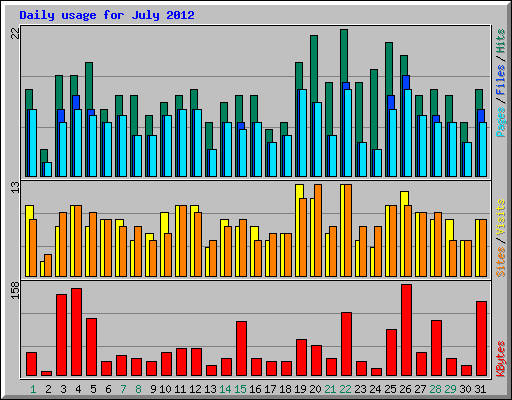 Daily usage for July 2012
22
Pages / Files / Hits
13
Sites / Visits
158
KBytes
1 2 3 4 5 6 7 8 9 10 11 12 13 14 15 16 17 18 19 20 21 22 23 24 25 26 27 28 29 30 31